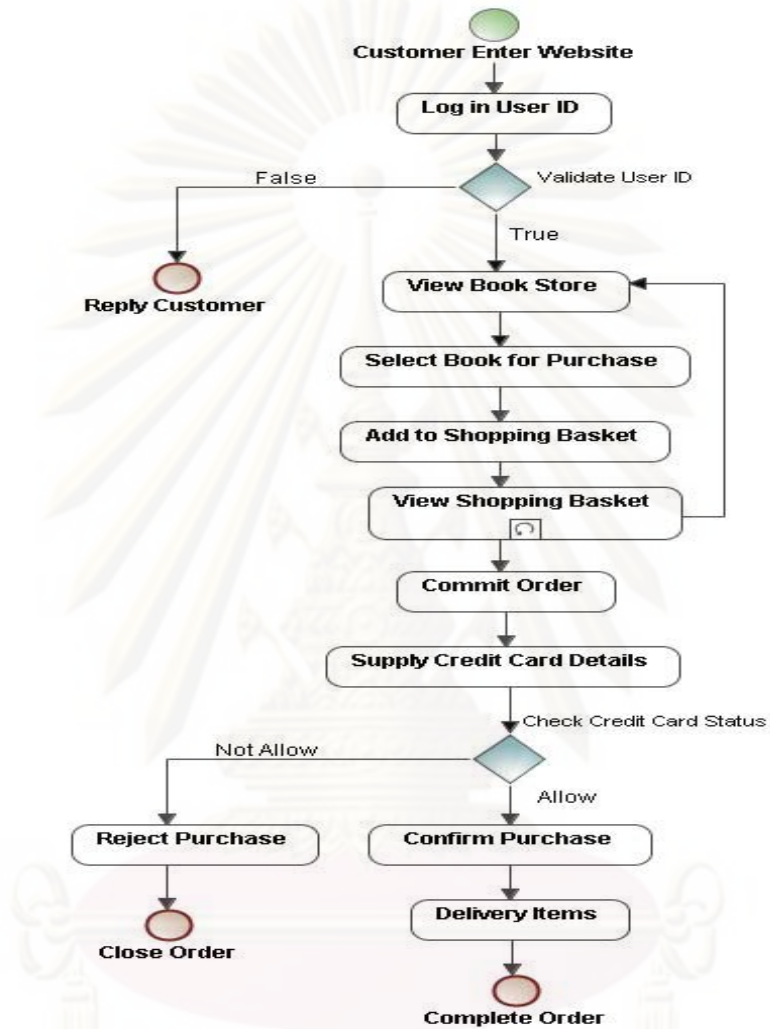 Customer Enter Website
Log in User ID
Validate User ID
False
True
Reply Customer
View Book Store
Select Book for Purchase
Add to Shopping Basket
View Shopping Basket
Commit Order
Supply Credit Card Details
Check Credit Card Status
Not Allow
Allow
Reject Purchase
Confirm Purchase
Delivery Items
Close Order
Complete Order